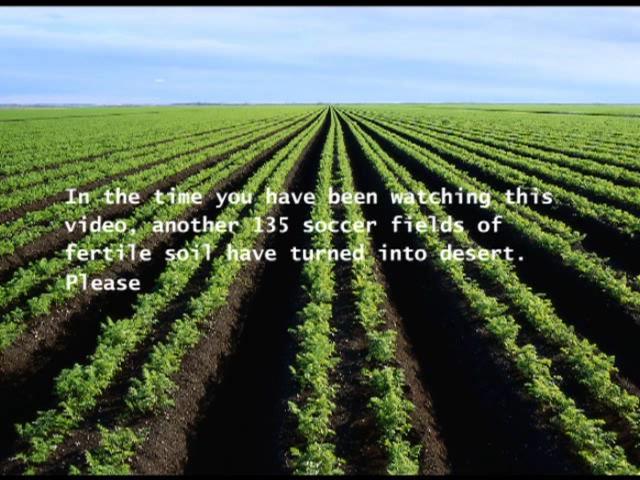 In the time you have been watching this
video, another 135 soccer fields of
fertile soil have turned into desert.
Please